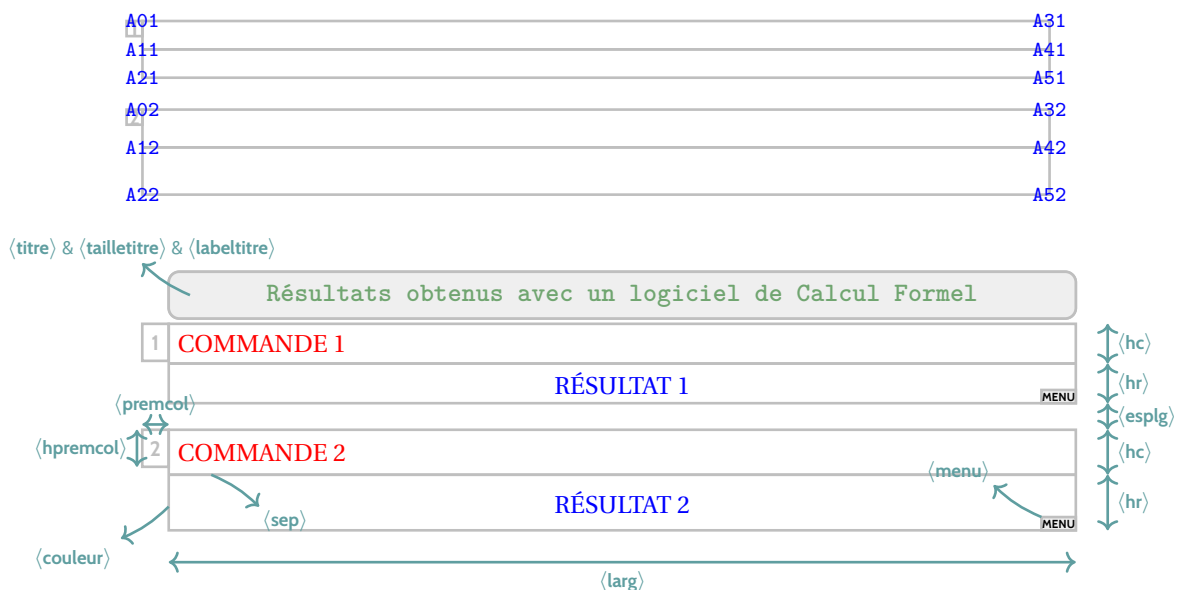 A01 A31
1
A11 A41
A21 A51
A02 A32
2
A12 A42
A22 A52
⟨titre⟩ & ⟨tailletitre⟩ & ⟨labeltitre⟩
Résultats obtenus avec un logiciel de Calcul Formel
1 COMMANDE 1 ⟨hc⟩
RÉSULTAT 1 ⟨hr⟩
MENU
⟨premcol⟩ ⟨esplg⟩
⟨hpremcol⟩ 2 COMMANDE 2 ⟨hc⟩
⟨menu⟩
RÉSULTAT 2 ⟨hr⟩
⟨sep⟩ MENU
⟨couleur⟩
⟨larg⟩